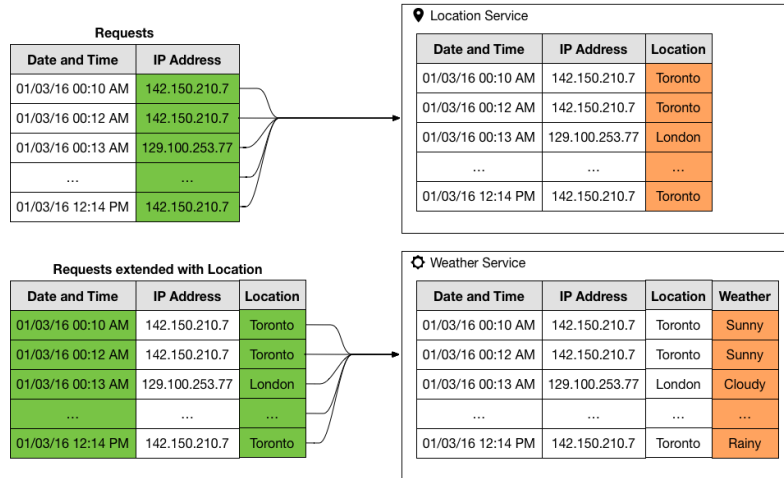 Requests
Date and Time IP Address
01/03/16 00:10 AM 142.150.210.7
01/03/16 00:12 AM 142.150.210.7
01/03/16 00:13 AM 129.100.253.77
... ...
01/03/16 12:14 PM 142.150.210.7
Location Service
Date and Time IP Address Location
01/03/16 00:10 AM 142.150.210.7 Toronto
01/03/16 00:12 AM 142.150.210.7 Toronto
01/03/16 00:13 AM 129.100.253.77 London
... ... ...
01/03/16 12:14 PM 142.150.210.7 Toronto
Requests extended with Location
Date and Time IP Address Location
01/03/16 00:10 AM 142.150.210.7 Toronto
01/03/16 00:12 AM 142.150.210.7 Toronto
01/03/16 00:13 AM 129.100.253.77 London
... ... ...
01/03/16 12:14 PM 142.150.210.7 Toronto
Weather Service
Date and Time IP Address Location Weather
01/03/16 00:10 AM 142.150.210.7 Toronto Sunny
01/03/16 00:12 AM 142.150.210.7 Toronto Sunny
01/03/16 00:13 AM 129.100.253.77 London Cloudy
... ... ... ...
01/03/16 12:14 PM 142.150.210.7 Toronto Rainy